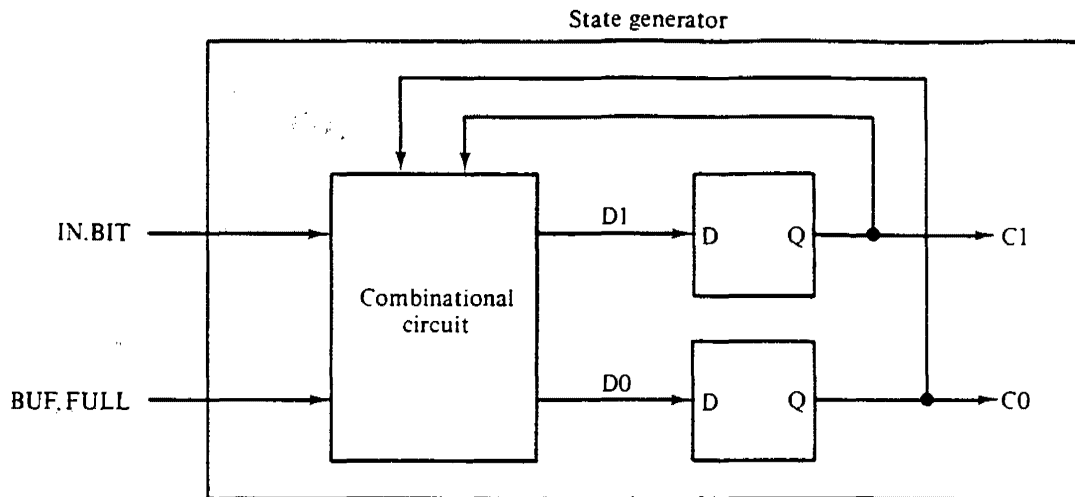 State generator
IN.BIT
D1
D
Q
C1
Combinational
circuit
BUF.FULL
D0
D
Q
C0